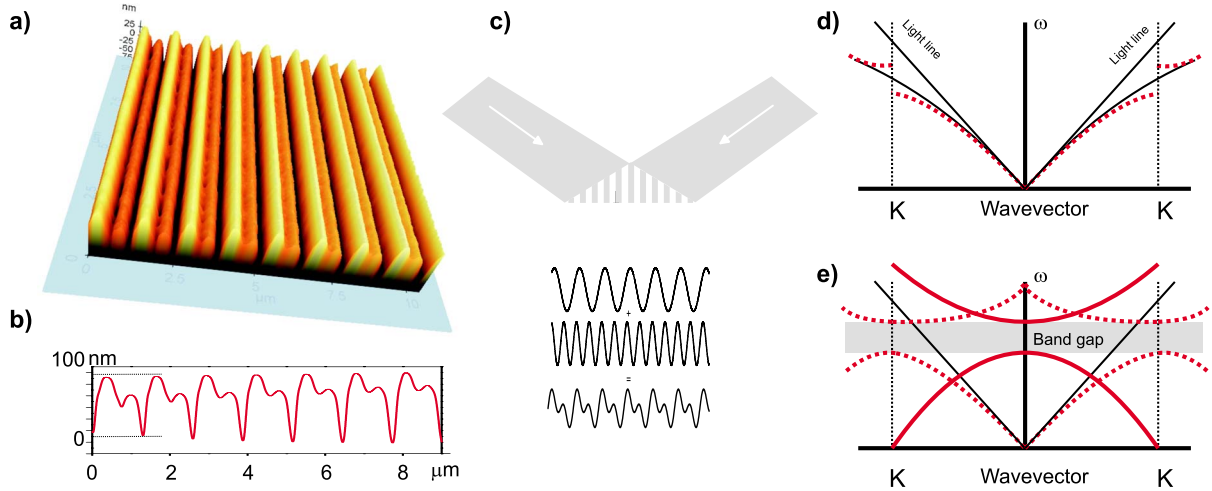 a)
nm
25
0
-25
-50
0
2.5
5
7.5
10
μm
b)
100 nm
0
0
2
4
6
8
μm
c)
+
=
d)
ω
Light line
Light line
K
Wavevector
K
e)
ω
Band gap
K
Wavevector
K